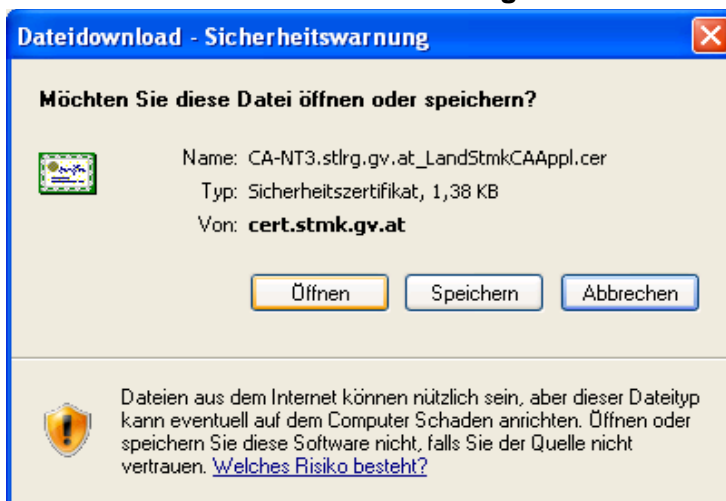 Dateidownload - Sicherheitswarnung
Möchten Sie diese Datei öffnen oder speichern?
Name: CA-NT3.stlrg.gv.at_LandStmkCAAppl.cer
Typ: Sicherheitszertifikat, 1,38 KB
Von: cert.stmk.gv.at
Öffnen Speichern Abbrechen
Dateien aus dem Internet können nützlich sein, aber dieser Dateityp
kann eventuell auf dem Computer Schaden anrichten. Öffnen oder
speichern Sie diese Software nicht, falls Sie der Quelle nicht
vertrauen. Welches Risiko besteht?